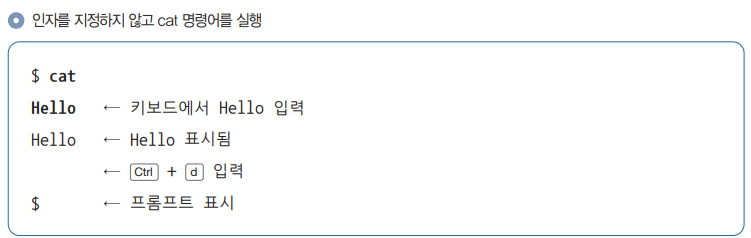 인자를 지정하지 않고 cat 명령어를 실행
$ cat
Hello ← 키보드에서 Hello 입력
Hello ← Hello 표시됨
← Ctrl + d 입력
$ ← 프롬프트 표시